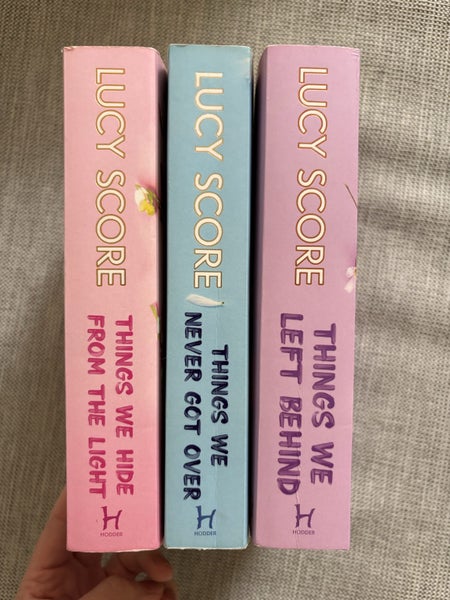 LUCY SCORE
THINGS WE HIDE
FROM THE LIGHT
HODDER
LUCY SCORE
THINGS WE
NEVER GOT OVER
HODDER
LUCY SCORE
THINGS WE
LEFT BEHIND
HODDER